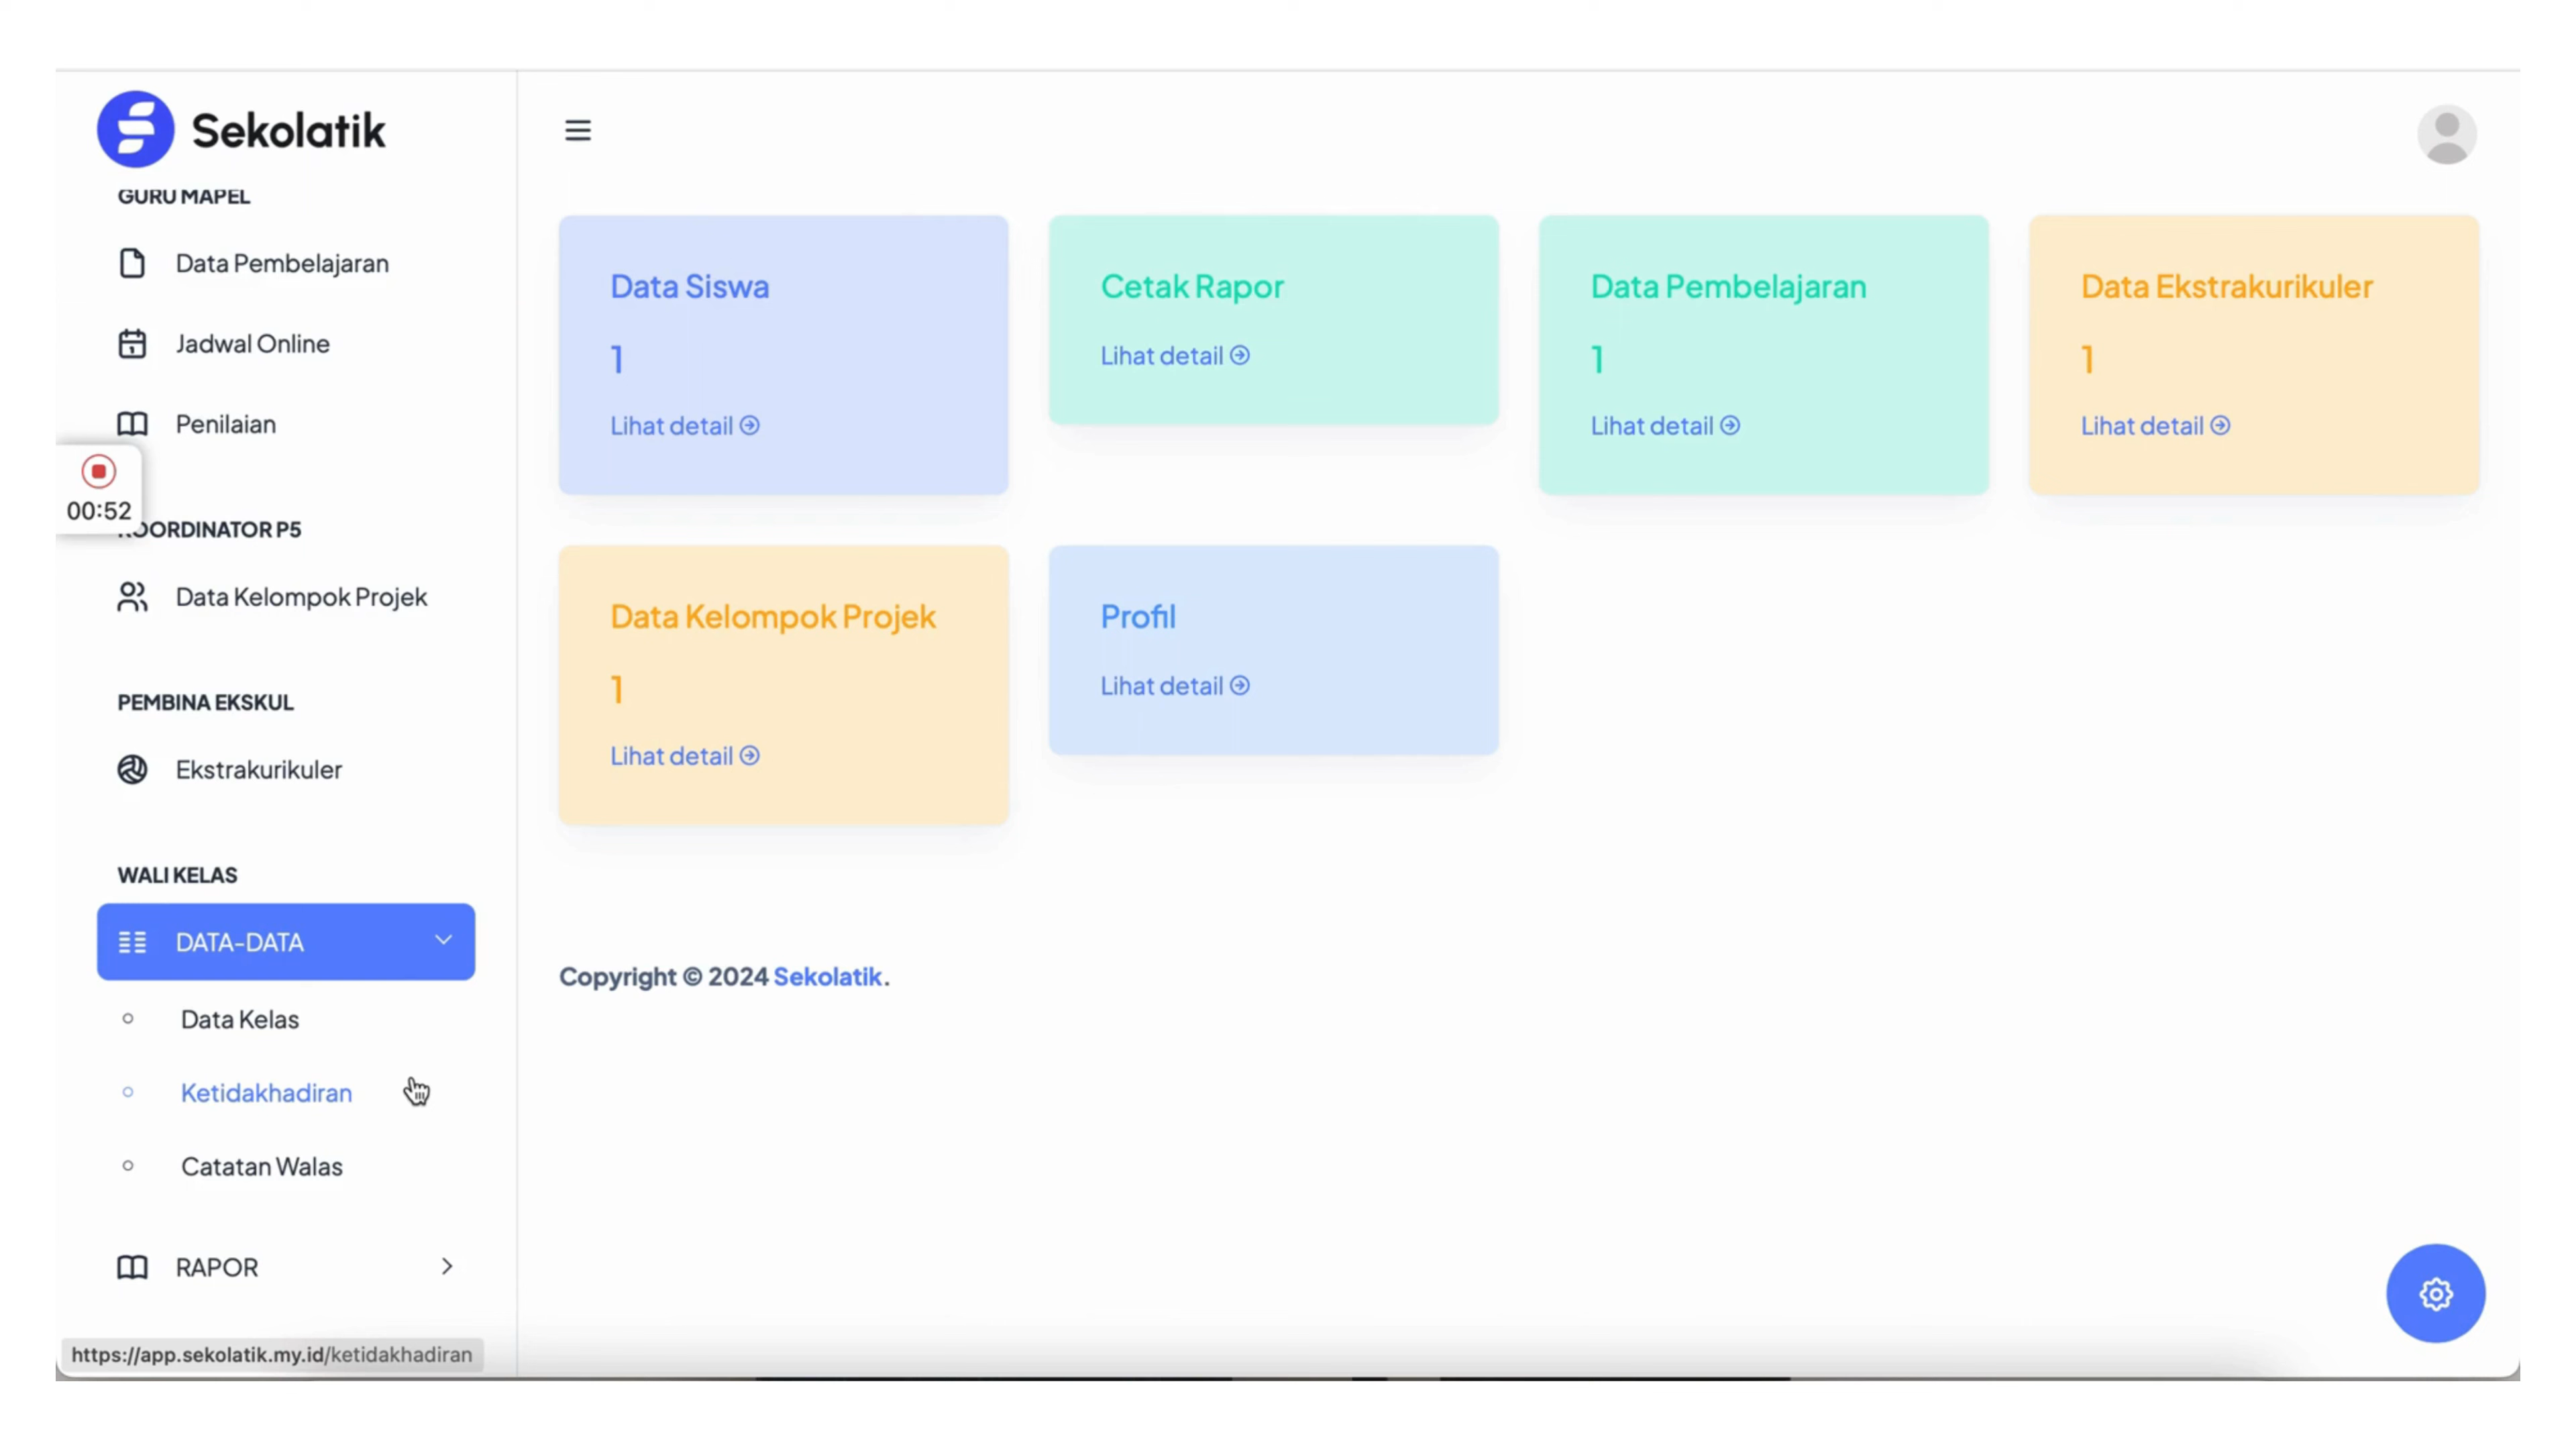 Sekolatik
GURU MAPEL
Data Pembelajaran
Jadwal Online
Penilaian
00:52
KOORDINATOR P5
Data Kelompok Projek
PEMBINA EKSKUL
Ekstrakurikuler
WALI KELAS
DATA-DATA
Data Kelas
Ketidakhadiran
Catatan Walas
RAPOR
https://app.sekolatik.my.id/ketidakhadiran
Data Siswa
1
Lihat detail
Cetak Rapor
Lihat detail
Data Pembelajaran
1
Lihat detail
Data Ekstrakurikuler
1
Lihat detail
Data Kelompok Projek
1
Lihat detail
Profil
Lihat detail
Copyright © 2024 Sekolatik.